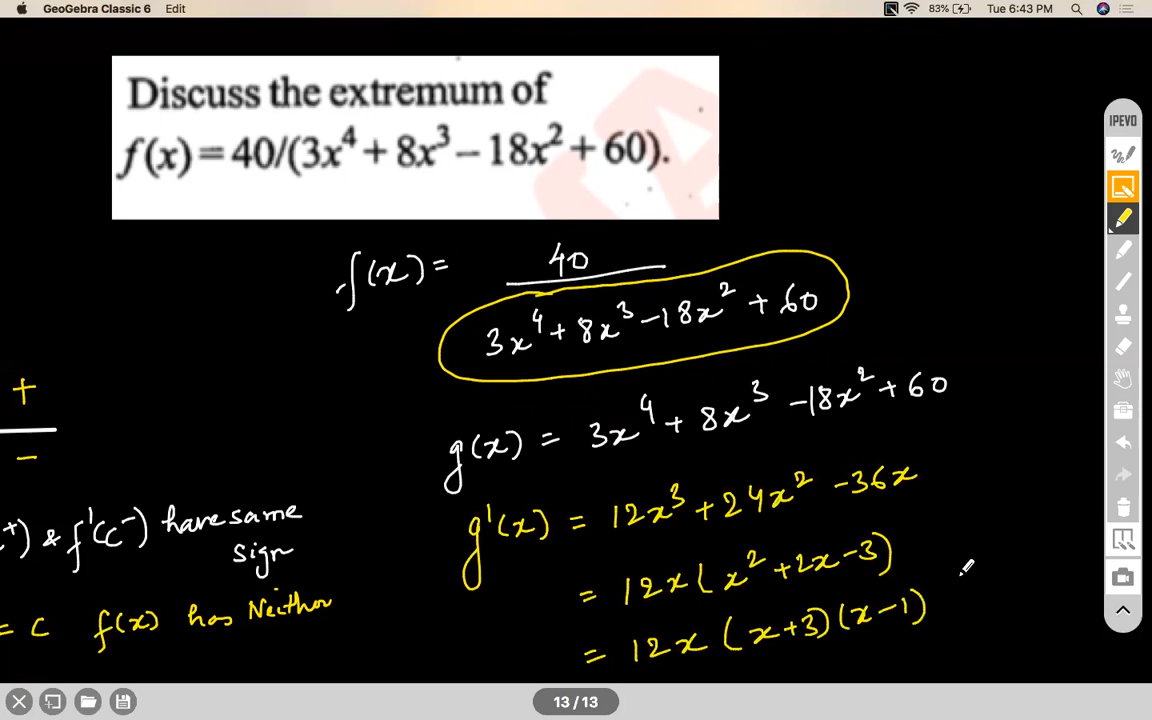 GeoGebra Classic 6 Edit 83% Tue 6:43 PM
Discuss the extremum of
f(x) = 40/(3x⁴ + 8x³ – 18x² + 60).
IPEVO
f(x) = 40
3x⁴ + 8x³ - 18x² + 60
+
–
g(x) = 3x⁴ + 8x³ - 18x² + 60
g'(x) = 12x³ + 24x² - 36x
⁺) & f'(c⁻) have same
sign
= 12x (x² + 2x - 3)
= c f(x) has Neither
= 12x (x+3) (x-1)
13 / 13